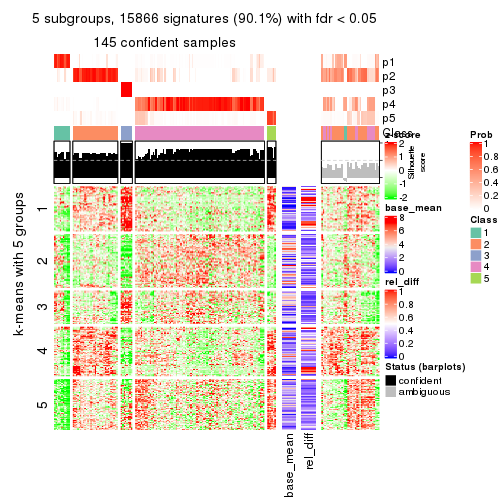 5 subgroups, 15866 signatures (90.1%) with fdr < 0.05
145 confident samples
p1
p2
p3
p4
p5
Class
z-score
2
1
0
-1
-2
Silhouette
score
Prob
1
0.8
0.6
0.4
0.2
0
base_mean
8
6
4
2
0
Class
1
2
3
4
5
rel_diff
1
0.8
0.6
0.4
0.2
0
Status (barplots)
confident
ambiguous
k-means with 5 groups
1
2
3
4
5
base_mean
rel_diff